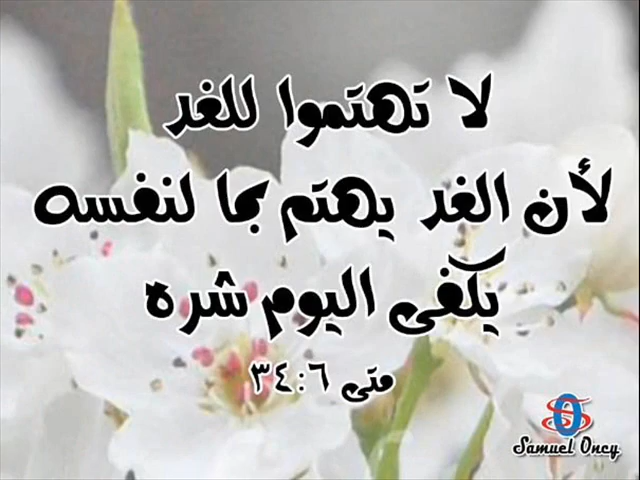 لا تهتموا للغد
لأن الغد يهتم بما لنفسه
يكفى اليوم شره
متى ٦:٣٤
Samuel Oncy